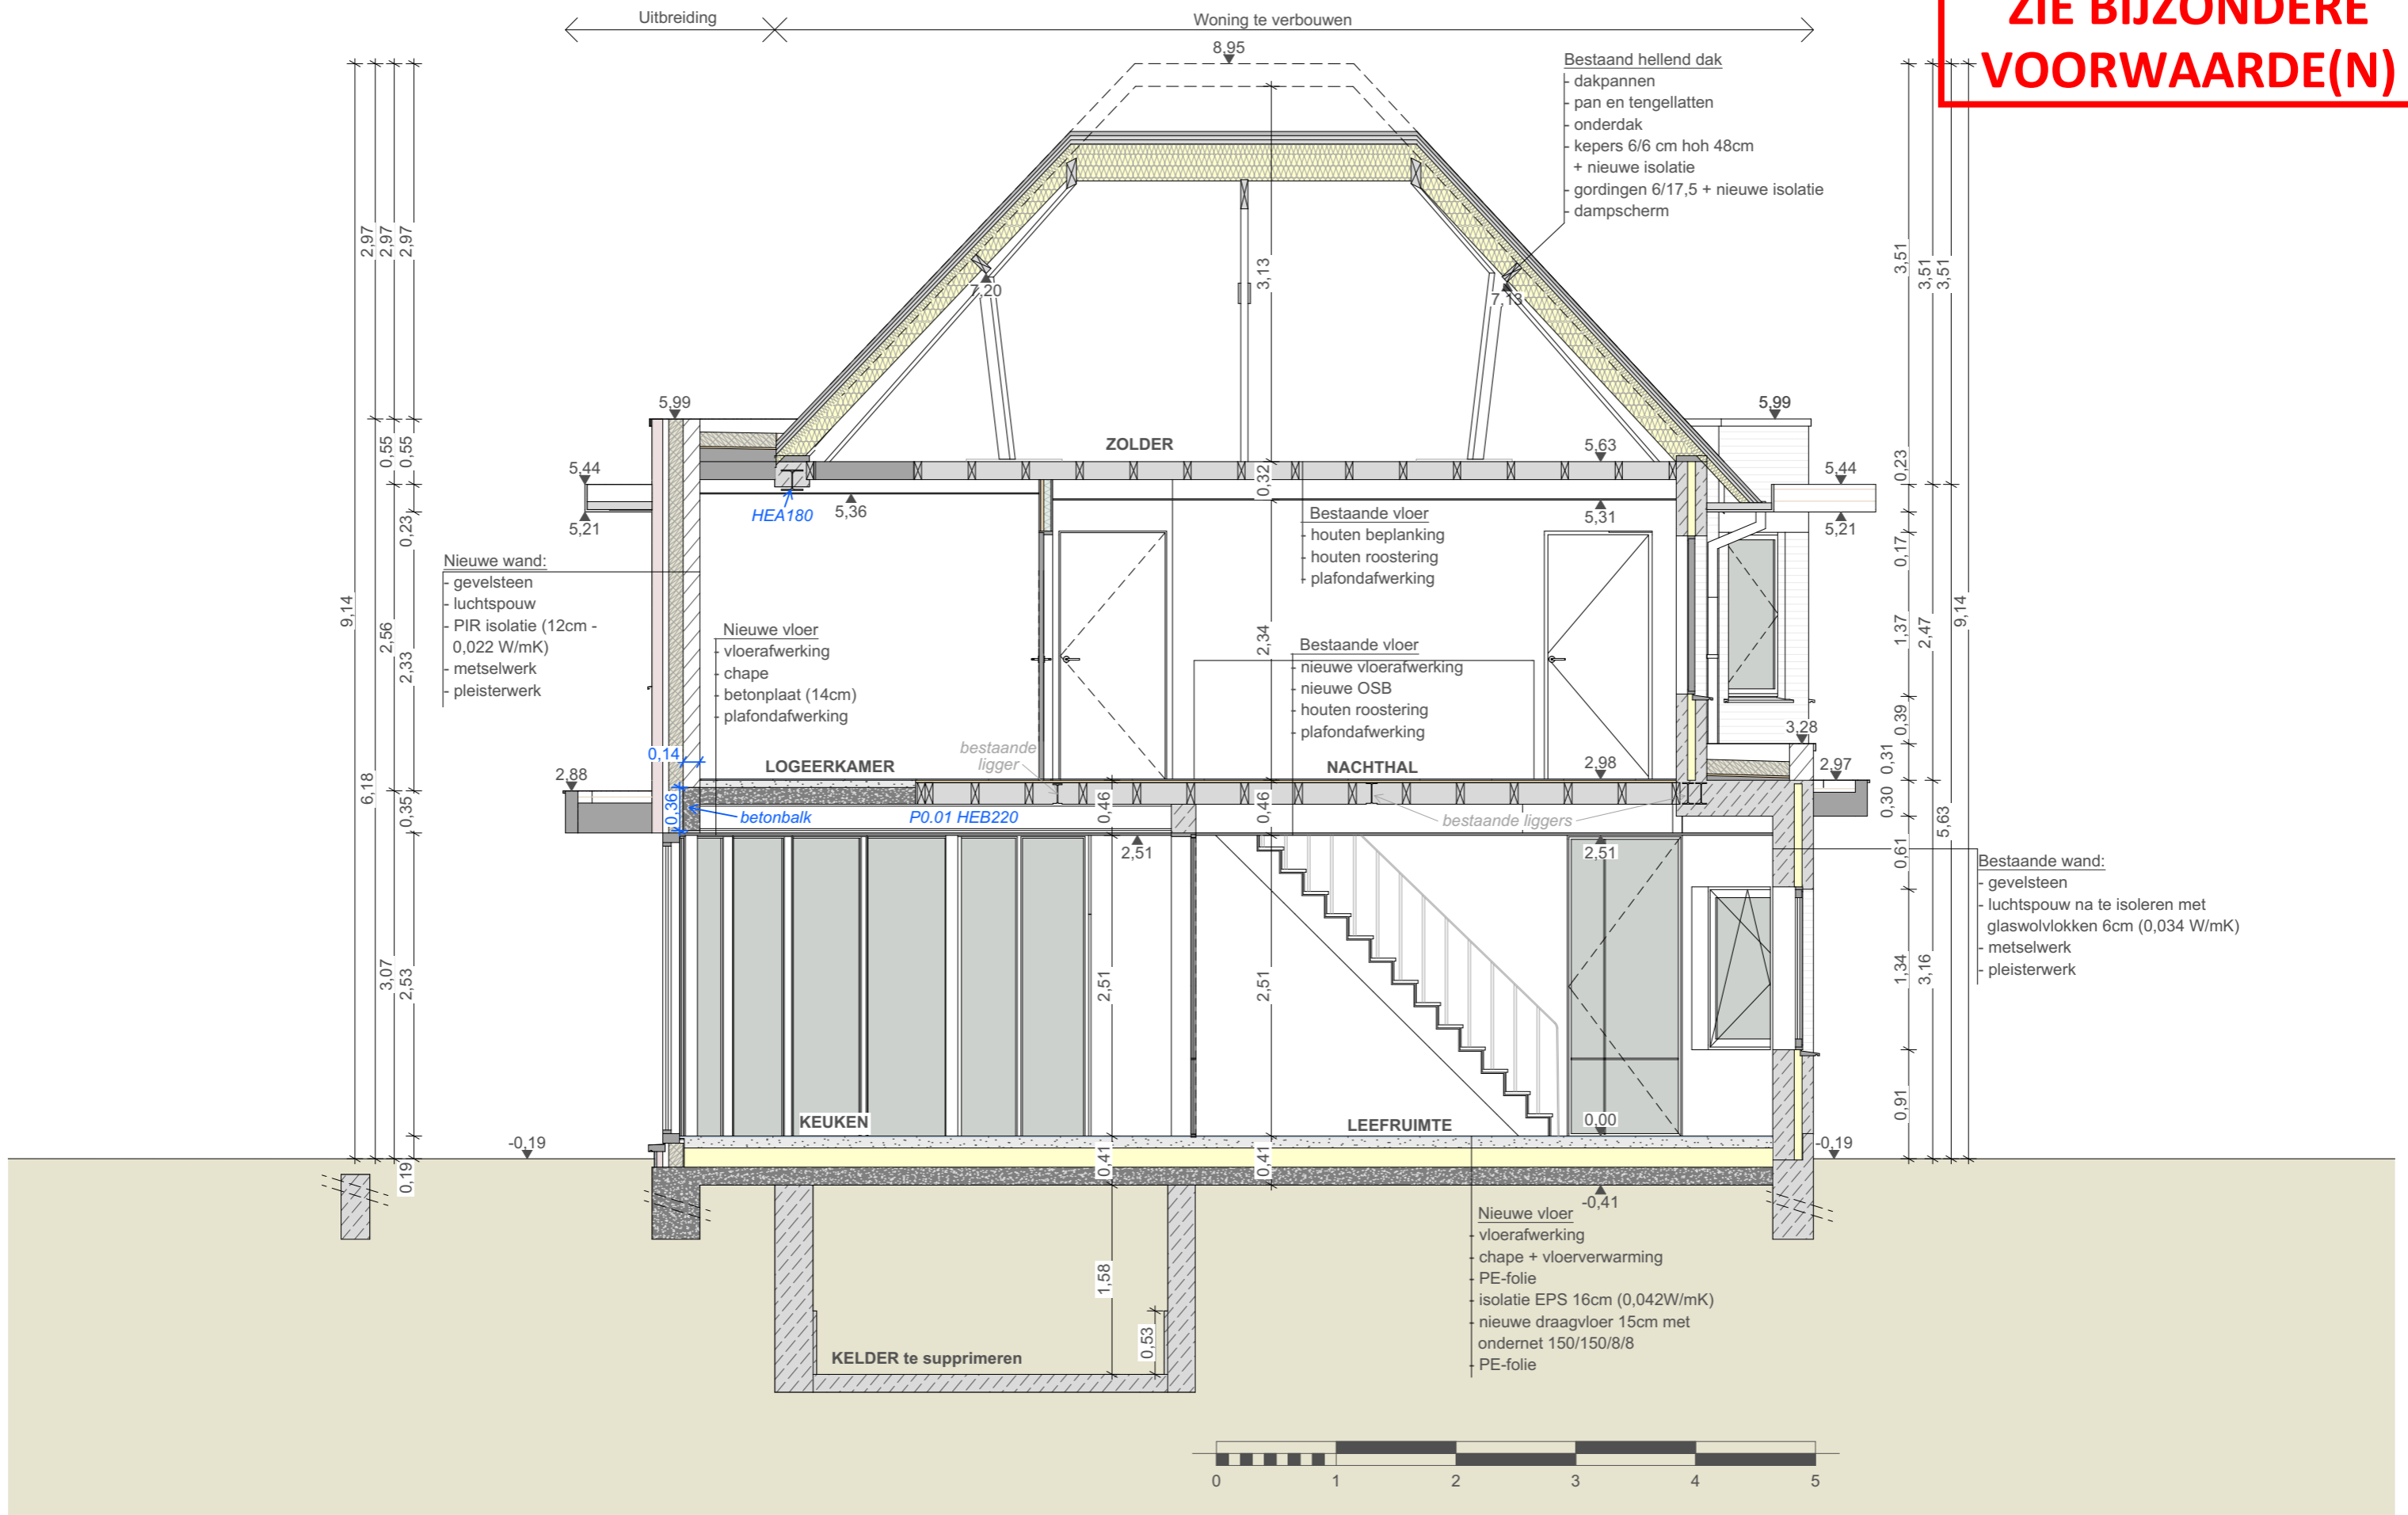 Uitbreiding
Woning te verbouwen
ZIE BIJZONDERE
VOORWAARDE(N)
8,95
Bestaand hellend dak
- dakpannen
- pan en tengellatten
- onderdak
- kepers 6/6 cm hoh 48cm
+ nieuwe isolatie
- gordingen 6/17,5 + nieuwe isolatie
- dampscherm
2,97
2,97
2,97
3,13
3,51
3,51
3,51
7,20
7,13
5,99
5,99
ZOLDER
5,63
0,55
0,55
0,32
0,23
5,44
5,44
HEA180
5,36
5,31
5,21
5,21
0,23
0,17
Bestaande vloer
- houten beplanking
- houten roostering
- plafondafwerking
Nieuwe wand:
- gevelsteen
- luchtspouw
- PIR isolatie (12cm -
0,022 W/mK)
- metselwerk
- pleisterwerk
9,14
9,14
2,56
2,33
2,34
1,37
2,47
Nieuwe vloer
- vloerafwerking
- chape
- betonplaat (14cm)
- plafondafwerking
Bestaande vloer
- nieuwe vloerafwerking
- nieuwe OSB
- houten roostering
- plafondafwerking
0,39
3,28
0,14
bestaande
ligger
LOGEERKAMER
NACHTHAL
2,98
2,97
0,31
2,88
6,18
0,35
0,36
betonbalk
P0.01 HEB220
0,46
0,46
bestaande liggers
0,30
5,63
2,51
2,51
0,61
Bestaande wand:
- gevelsteen
- luchtspouw na te isoleren met
glaswolvlokken 6cm (0,034 W/mK)
- metselwerk
- pleisterwerk
3,07
2,53
2,51
2,51
1,34
3,16
0,91
KEUKEN
LEEFRUIMTE
0,00
-0,19
-0,19
0,19
0,41
0,41
-0,41
Nieuwe vloer
- vloerafwerking
- chape + vloerverwarming
- PE-folie
- isolatie EPS 16cm (0,042W/mK)
- nieuwe draagvloer 15cm met
ondernet 150/150/8/8
- PE-folie
1,58
0,53
KELDER te supprimeren
0 1 2 3 4 5